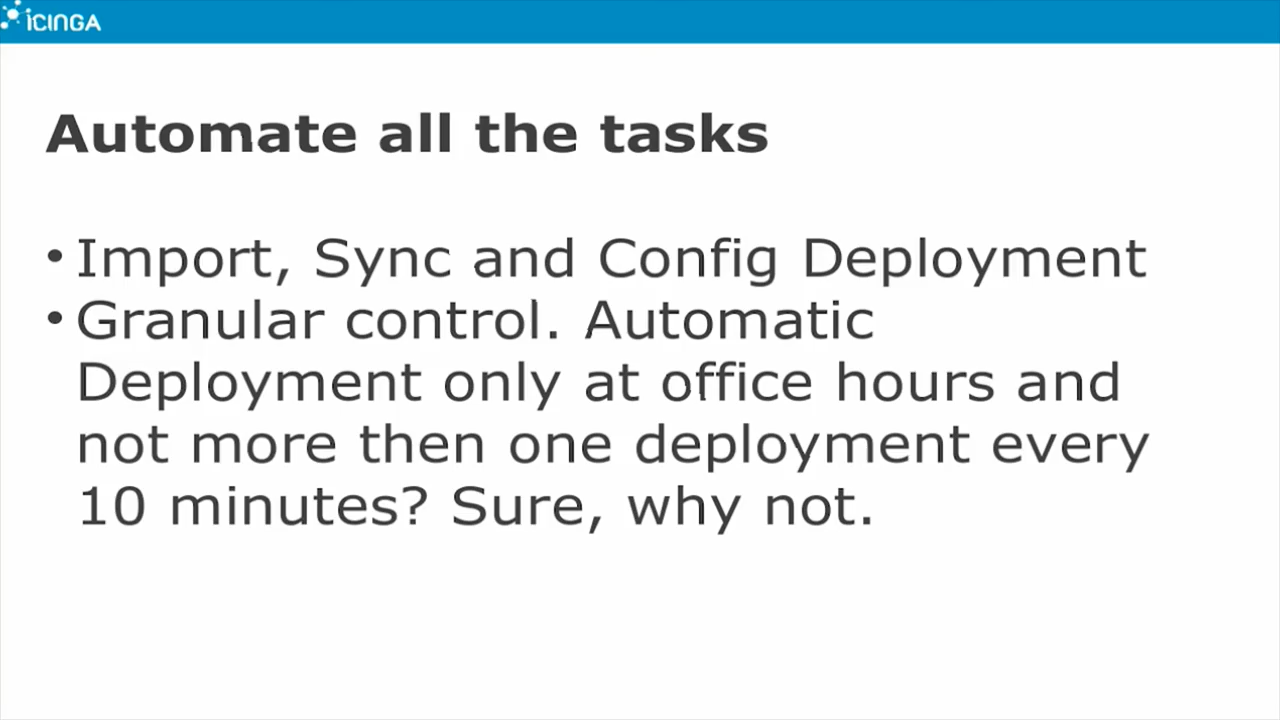 iCINGA
Automate all the tasks
• Import, Sync and Config Deployment
• Granular control. Automatic
Deployment only at office hours and
not more then one deployment every
10 minutes? Sure, why not.